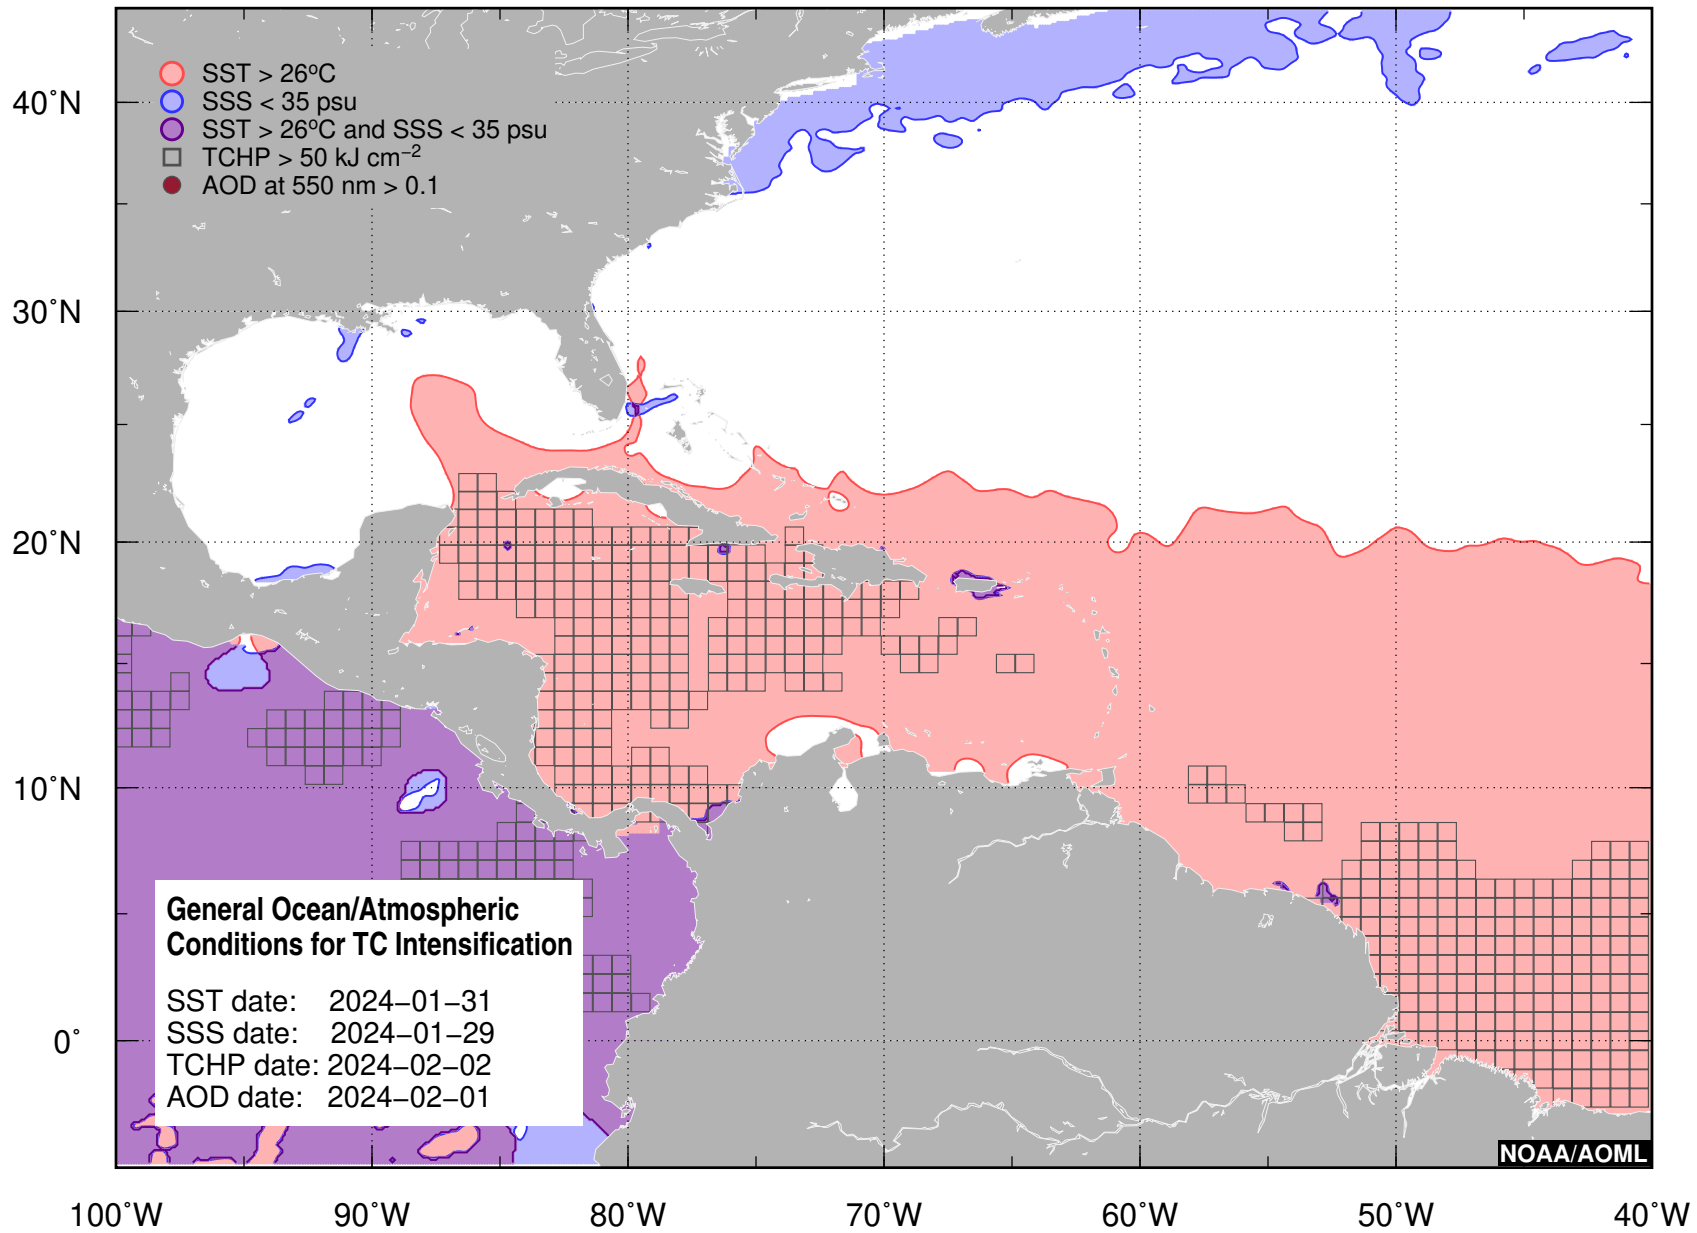 SST > 26°C
SSS < 35 psu
SST > 26°C and SSS < 35 psu
TCHP > 50 kJ cm⁻²
AOD at 550 nm > 0.1
40°N
30°N
20°N
10°N
0°
General Ocean/Atmospheric
Conditions for TC Intensification
SST date: 2024−01−31
SSS date: 2024−01−29
TCHP date: 2024−02−02
AOD date: 2024−02−01
NOAA/AOML
100°W 90°W 80°W 70°W 60°W 50°W 40°W